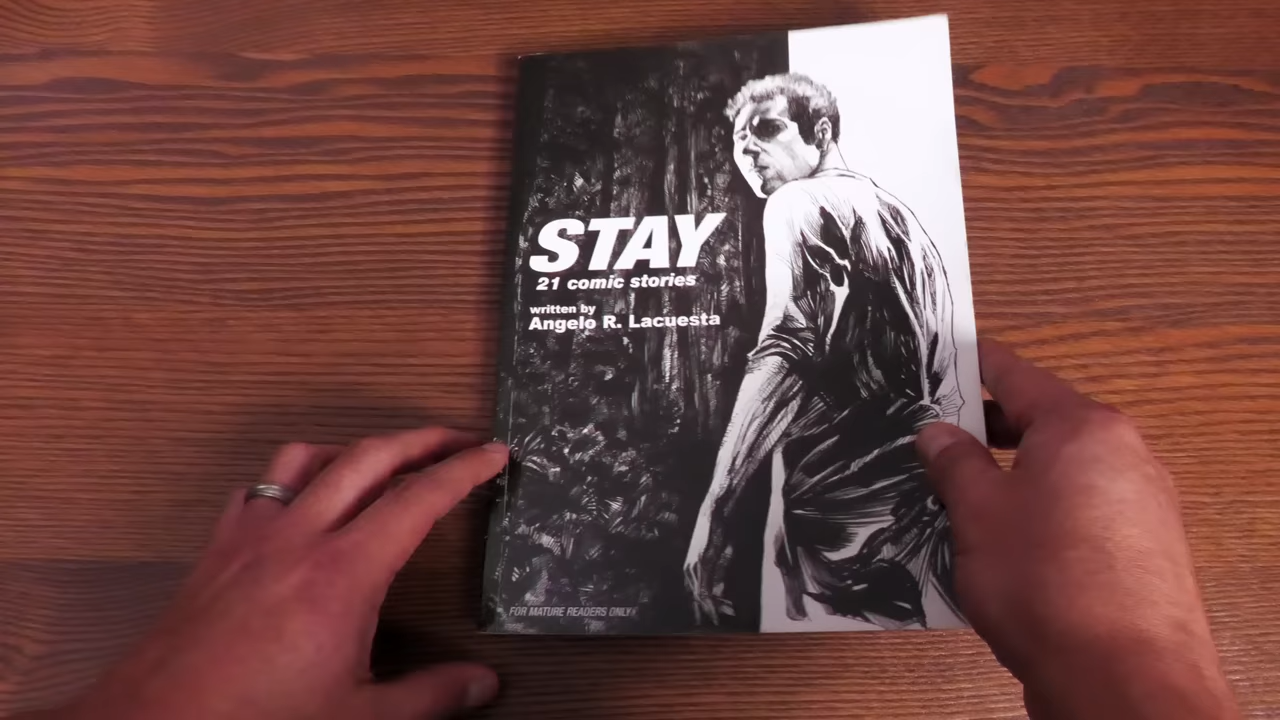 STAY
21 comic stories
written by
Angelo R. Lacuesta
FOR MATURE READERS ONLY